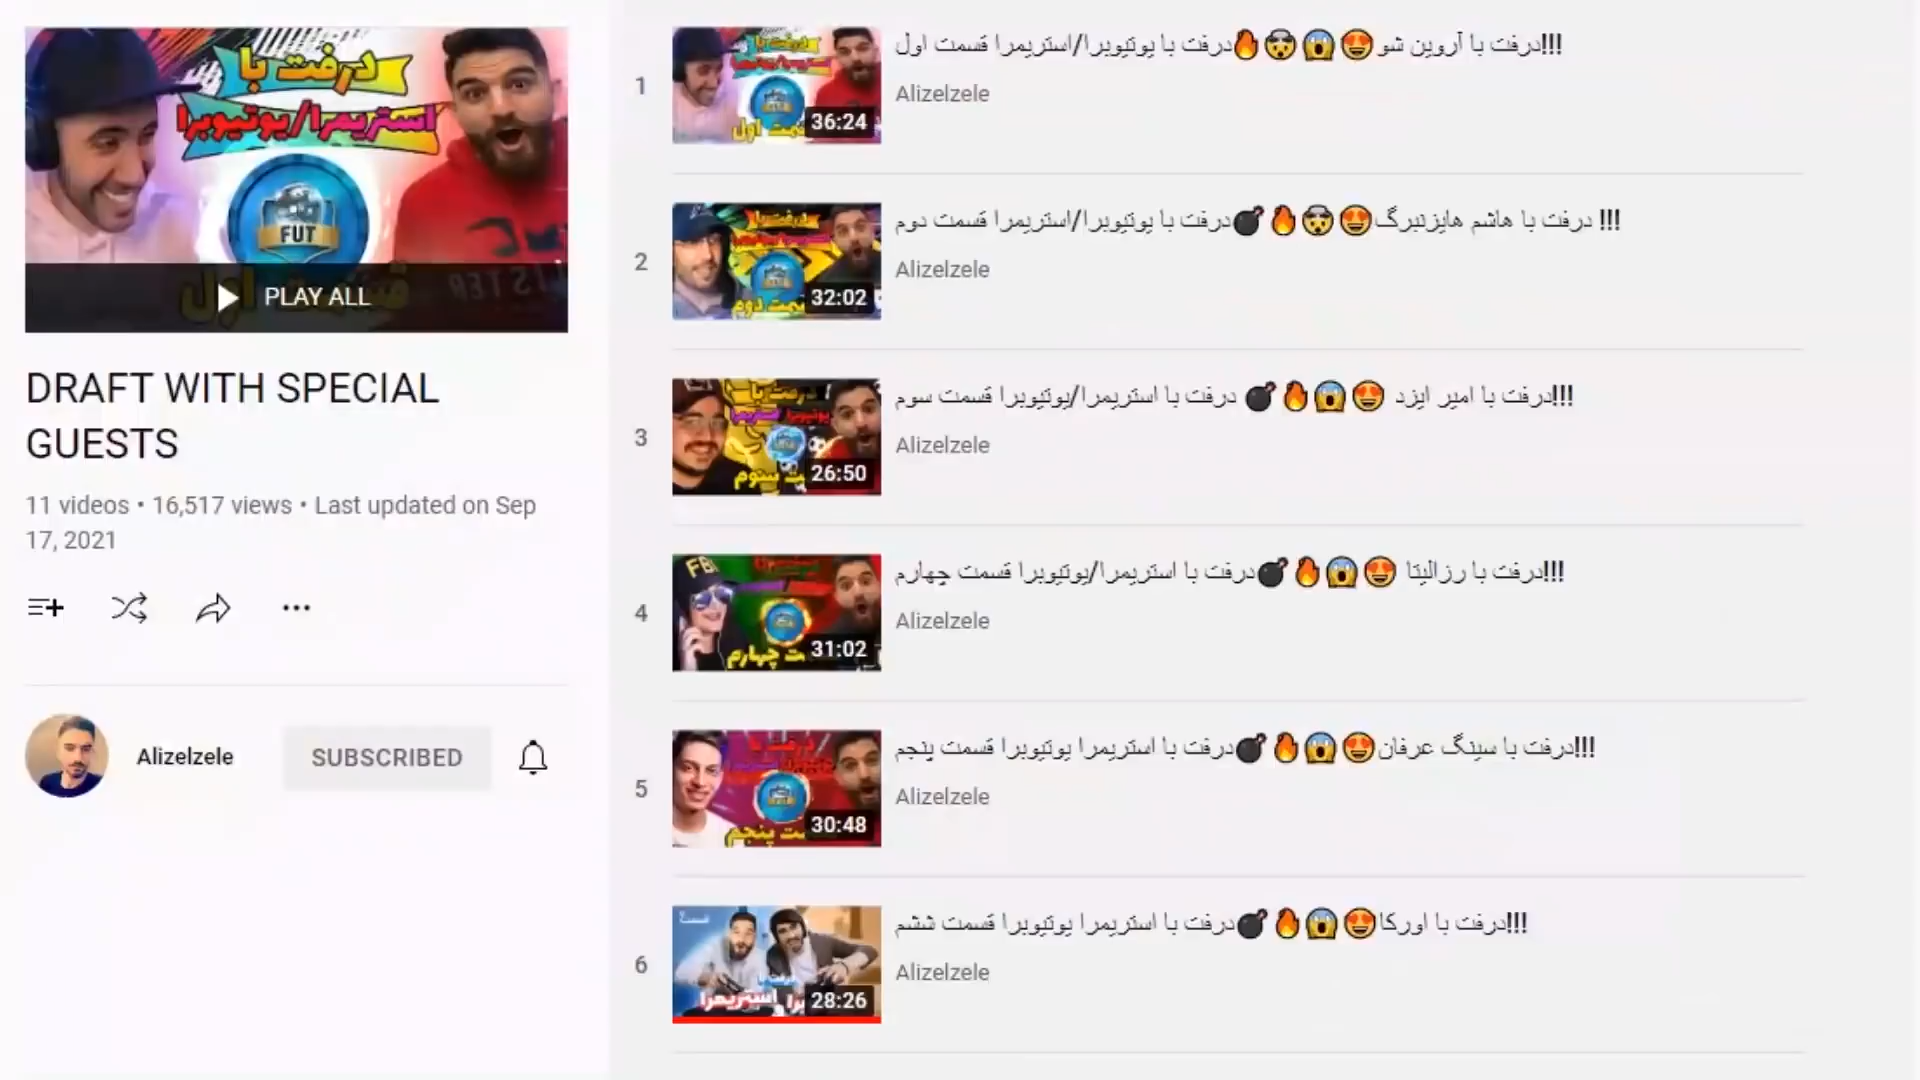 درفت با
استریمرا/یوتیوبرا
FUT
قسمت اول
PLAY ALL
DRAFT WITH SPECIAL
GUESTS
11 videos • 16,517 views • Last updated on Sep
17, 2021
Alizelzele
SUBSCRIBED
1
36:24
درفت با آروین شو😍😱🤯🔥درفت با یوتیوبرا/استریمرا قسمت اول!!!
Alizelzele
2
32:02
درفت با هاشم هایزنبرگ😍🤯🔥💣درفت با یوتیوبرا/استریمرا قسمت دوم !!!
Alizelzele
3
26:50
درفت با امیر ایزد 😍😱🔥💣 درفت با استریمرا/یوتیوبرا قسمت سوم!!!
Alizelzele
4
31:02
درفت با رزالیتا 😍😱🔥💣درفت با استریمرا/یوتیوبرا قسمت چهارم!!!
Alizelzele
5
30:48
درفت با سینگ عرفان😍😱🔥💣درفت با استریمرا یوتیوبرا قسمت پنجم!!!
Alizelzele
6
28:26
درفت با اورکا😍😱🔥💣درفت با استریمرا یوتیوبرا قسمت ششم!!!
Alizelzele